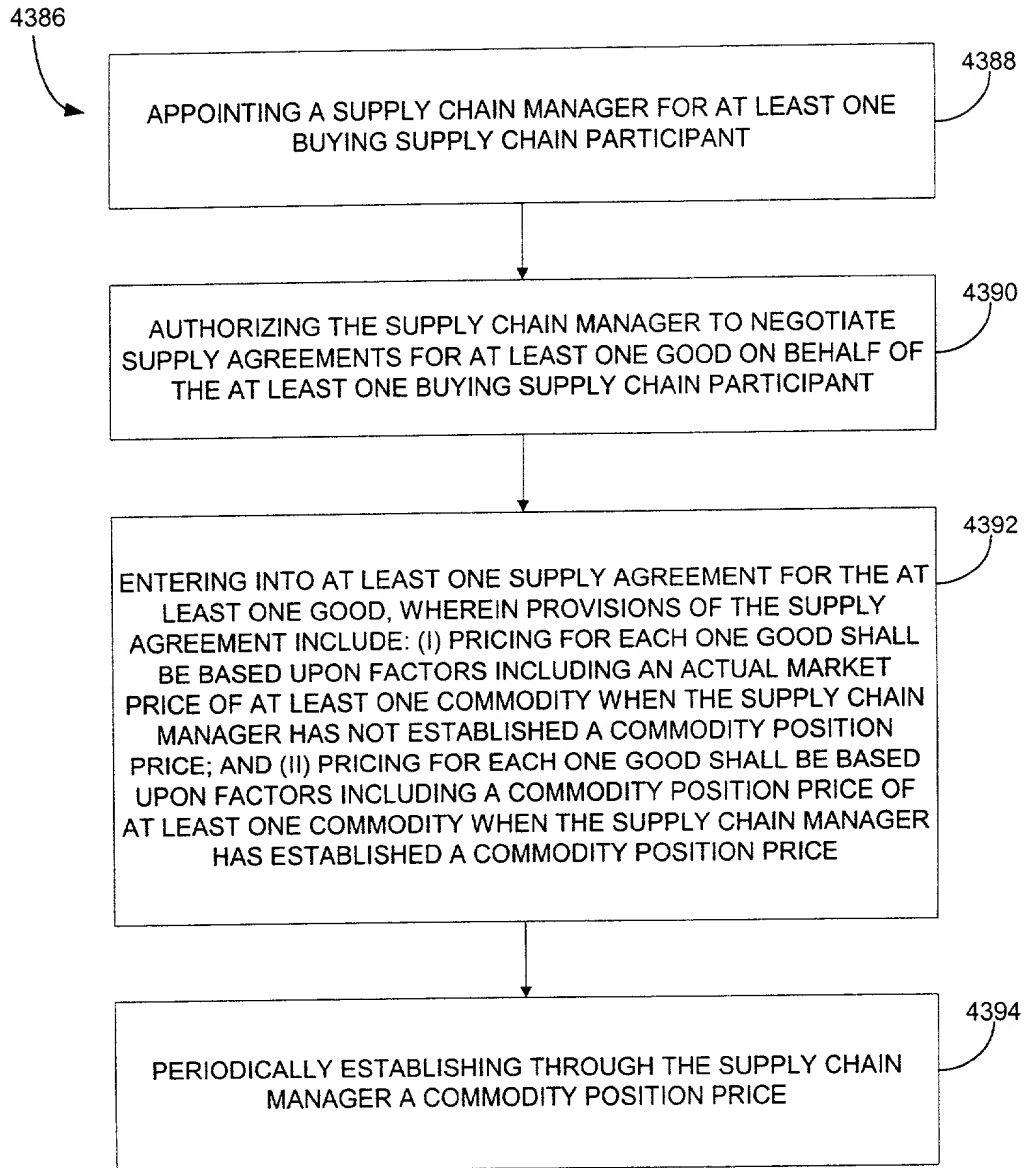 4386
4388
APPOINTING A SUPPLY CHAIN MANAGER FOR AT LEAST ONE
BUYING SUPPLY CHAIN PARTICIPANT
4390
AUTHORIZING THE SUPPLY CHAIN MANAGER TO NEGOTIATE
SUPPLY AGREEMENTS FOR AT LEAST ONE GOOD ON BEHALF OF
THE AT LEAST ONE BUYING SUPPLY CHAIN PARTICIPANT
4392
ENTERING INTO AT LEAST ONE SUPPLY AGREEMENT FOR THE AT
LEAST ONE GOOD, WHEREIN PROVISIONS OF THE SUPPLY
AGREEMENT INCLUDE: (I) PRICING FOR EACH ONE GOOD SHALL
BE BASED UPON FACTORS INCLUDING AN ACTUAL MARKET
PRICE OF AT LEAST ONE COMMODITY WHEN THE SUPPLY CHAIN
MANAGER HAS NOT ESTABLISHED A COMMODITY POSITION
PRICE; AND (II) PRICING FOR EACH ONE GOOD SHALL BE BASED
UPON FACTORS INCLUDING A COMMODITY POSITION PRICE OF
AT LEAST ONE COMMODITY WHEN THE SUPPLY CHAIN MANAGER
HAS ESTABLISHED A COMMODITY POSITION PRICE
4394
PERIODICALLY ESTABLISHING THROUGH THE SUPPLY CHAIN
MANAGER A COMMODITY POSITION PRICE